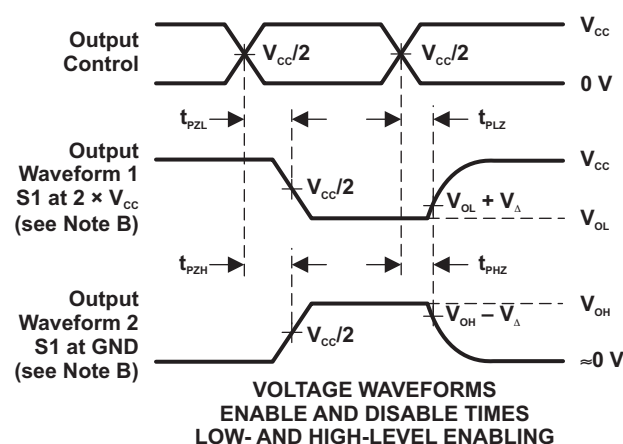 Output
Control
V_CC/2
V_CC/2
V_CC
0 V
t_PZL
t_PLZ
Output
Waveform 1
S1 at 2 × V_CC
(see Note B)
V_CC/2
V_CC
V_OL + V_Δ
V_OL
t_PZH
t_PHZ
Output
Waveform 2
S1 at GND
(see Note B)
V_CC/2
V_OH
V_OH – V_Δ
≈0 V
VOLTAGE WAVEFORMS
ENABLE AND DISABLE TIMES
LOW- AND HIGH-LEVEL ENABLING